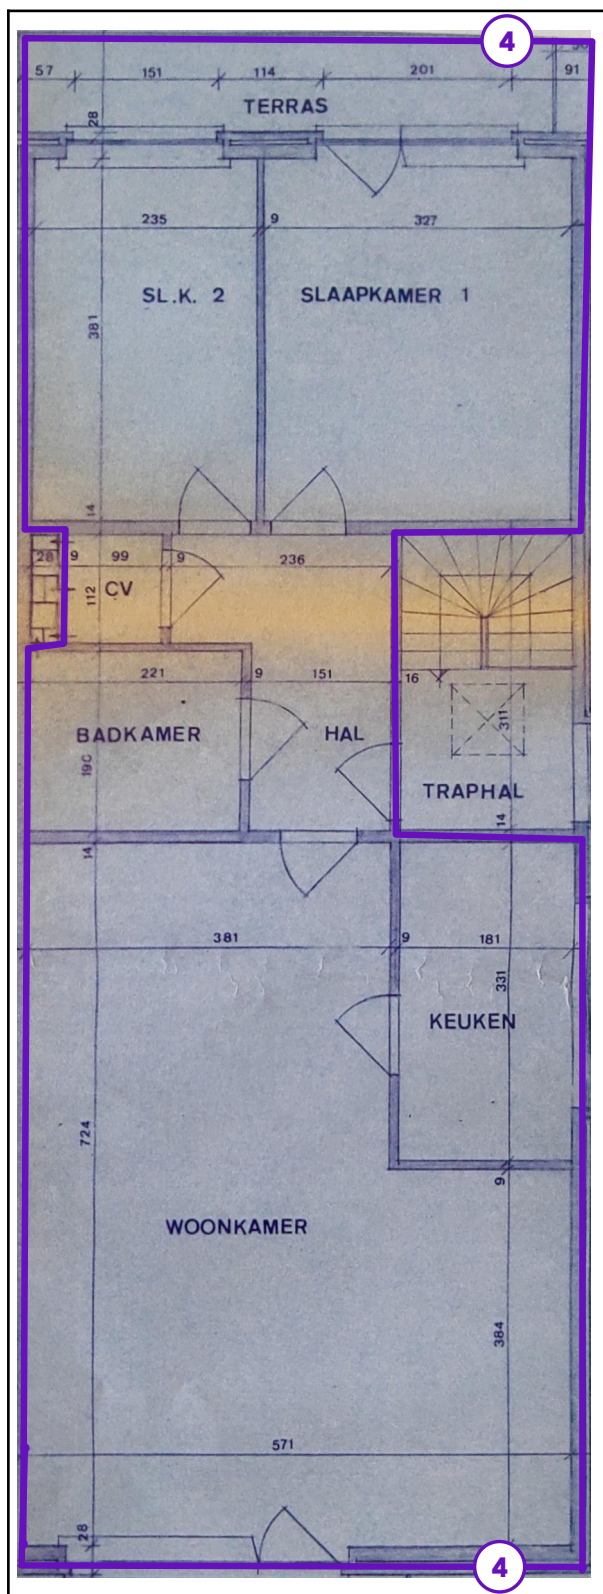 4
57 151 114 201 91
TERRAS
28
235 9 327
SL.K. 2 SLAAPKAMER 1
381
14
28 9 99 9 236
CV
112
221 9 151 16
311
BADKAMER HAL
190
TRAPHAL
14 14
381 9 181
331
KEUKEN
724
9
WOONKAMER
384
571
28
4